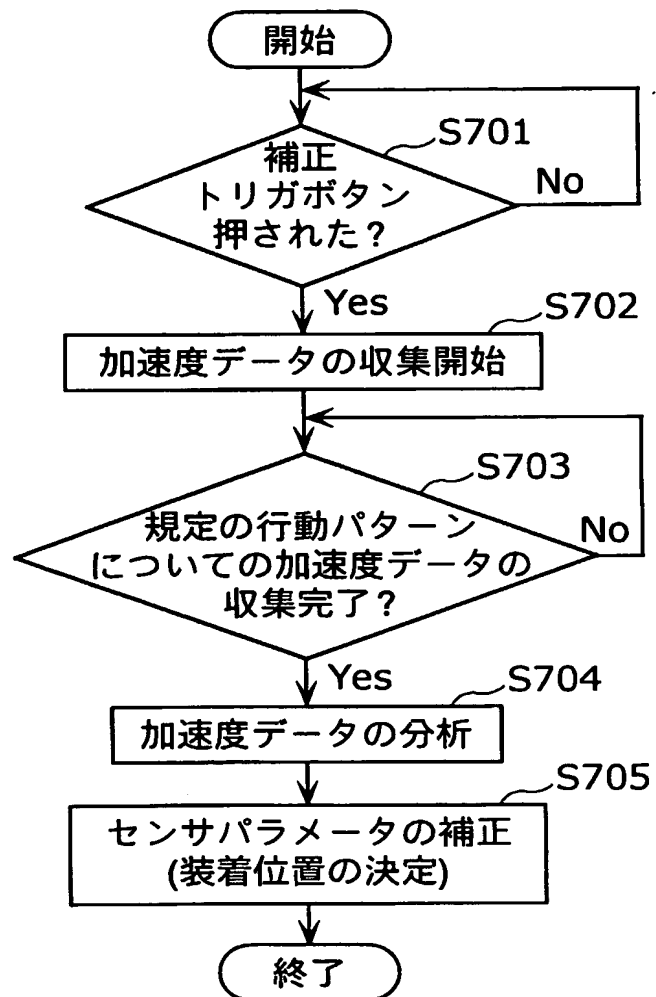 開始
S701
補正
トリガボタン
押された?
No
Yes
S702
加速度データの収集開始
S703
規定の行動パターン
についての加速度データの
収集完了?
No
Yes
S704
加速度データの分析
S705
センサパラメータの補正
(装着位置の決定)
終了